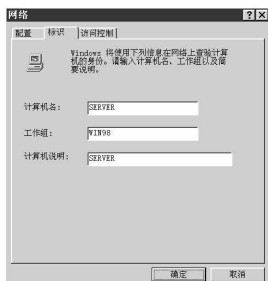 网络
配置 标识 访问控制
Windows 将使用下列信息在网络上查验计算
机的身份。请输入计算机名、工作组以及简
要说明。
计算机名: SERVER
工作组: WIN98
计算机说明: SERVER
确定 取消